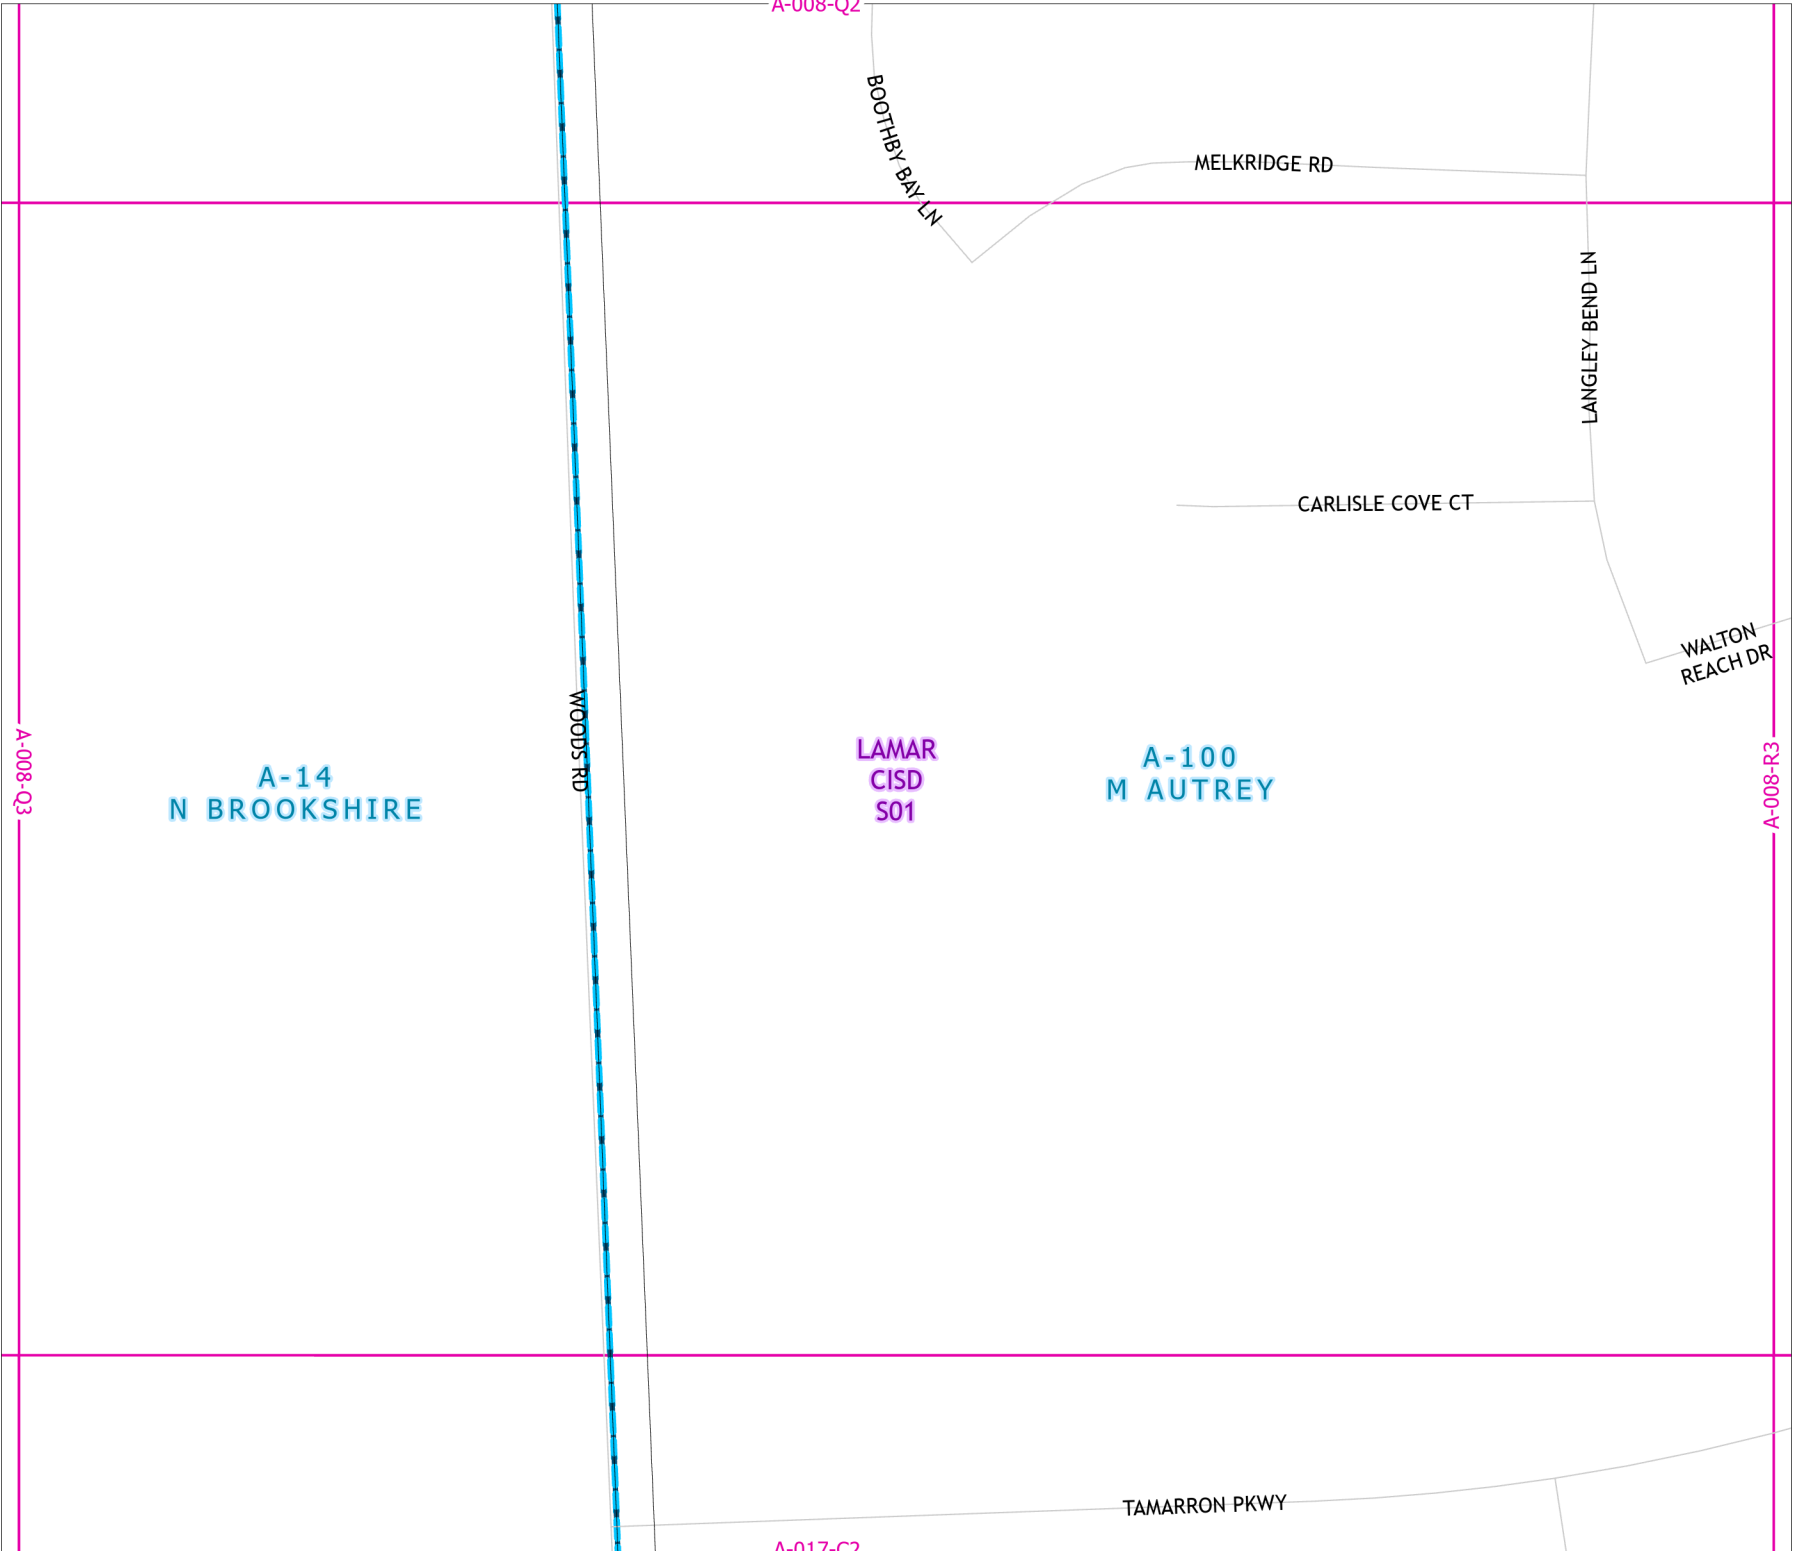 A-008-Q2
BOOTHBY BAY LN
MELKRIDGE RD
LANGLEY BEND LN
CARLISLE COVE CT
WALTON
REACH DR
WOODS RD
A-008-Q3
A-14
N BROOKSHIRE
LAMAR
CISD
S01
A-100
M AUTREY
A-008-R3
TAMARRON PKWY
A-017-C2